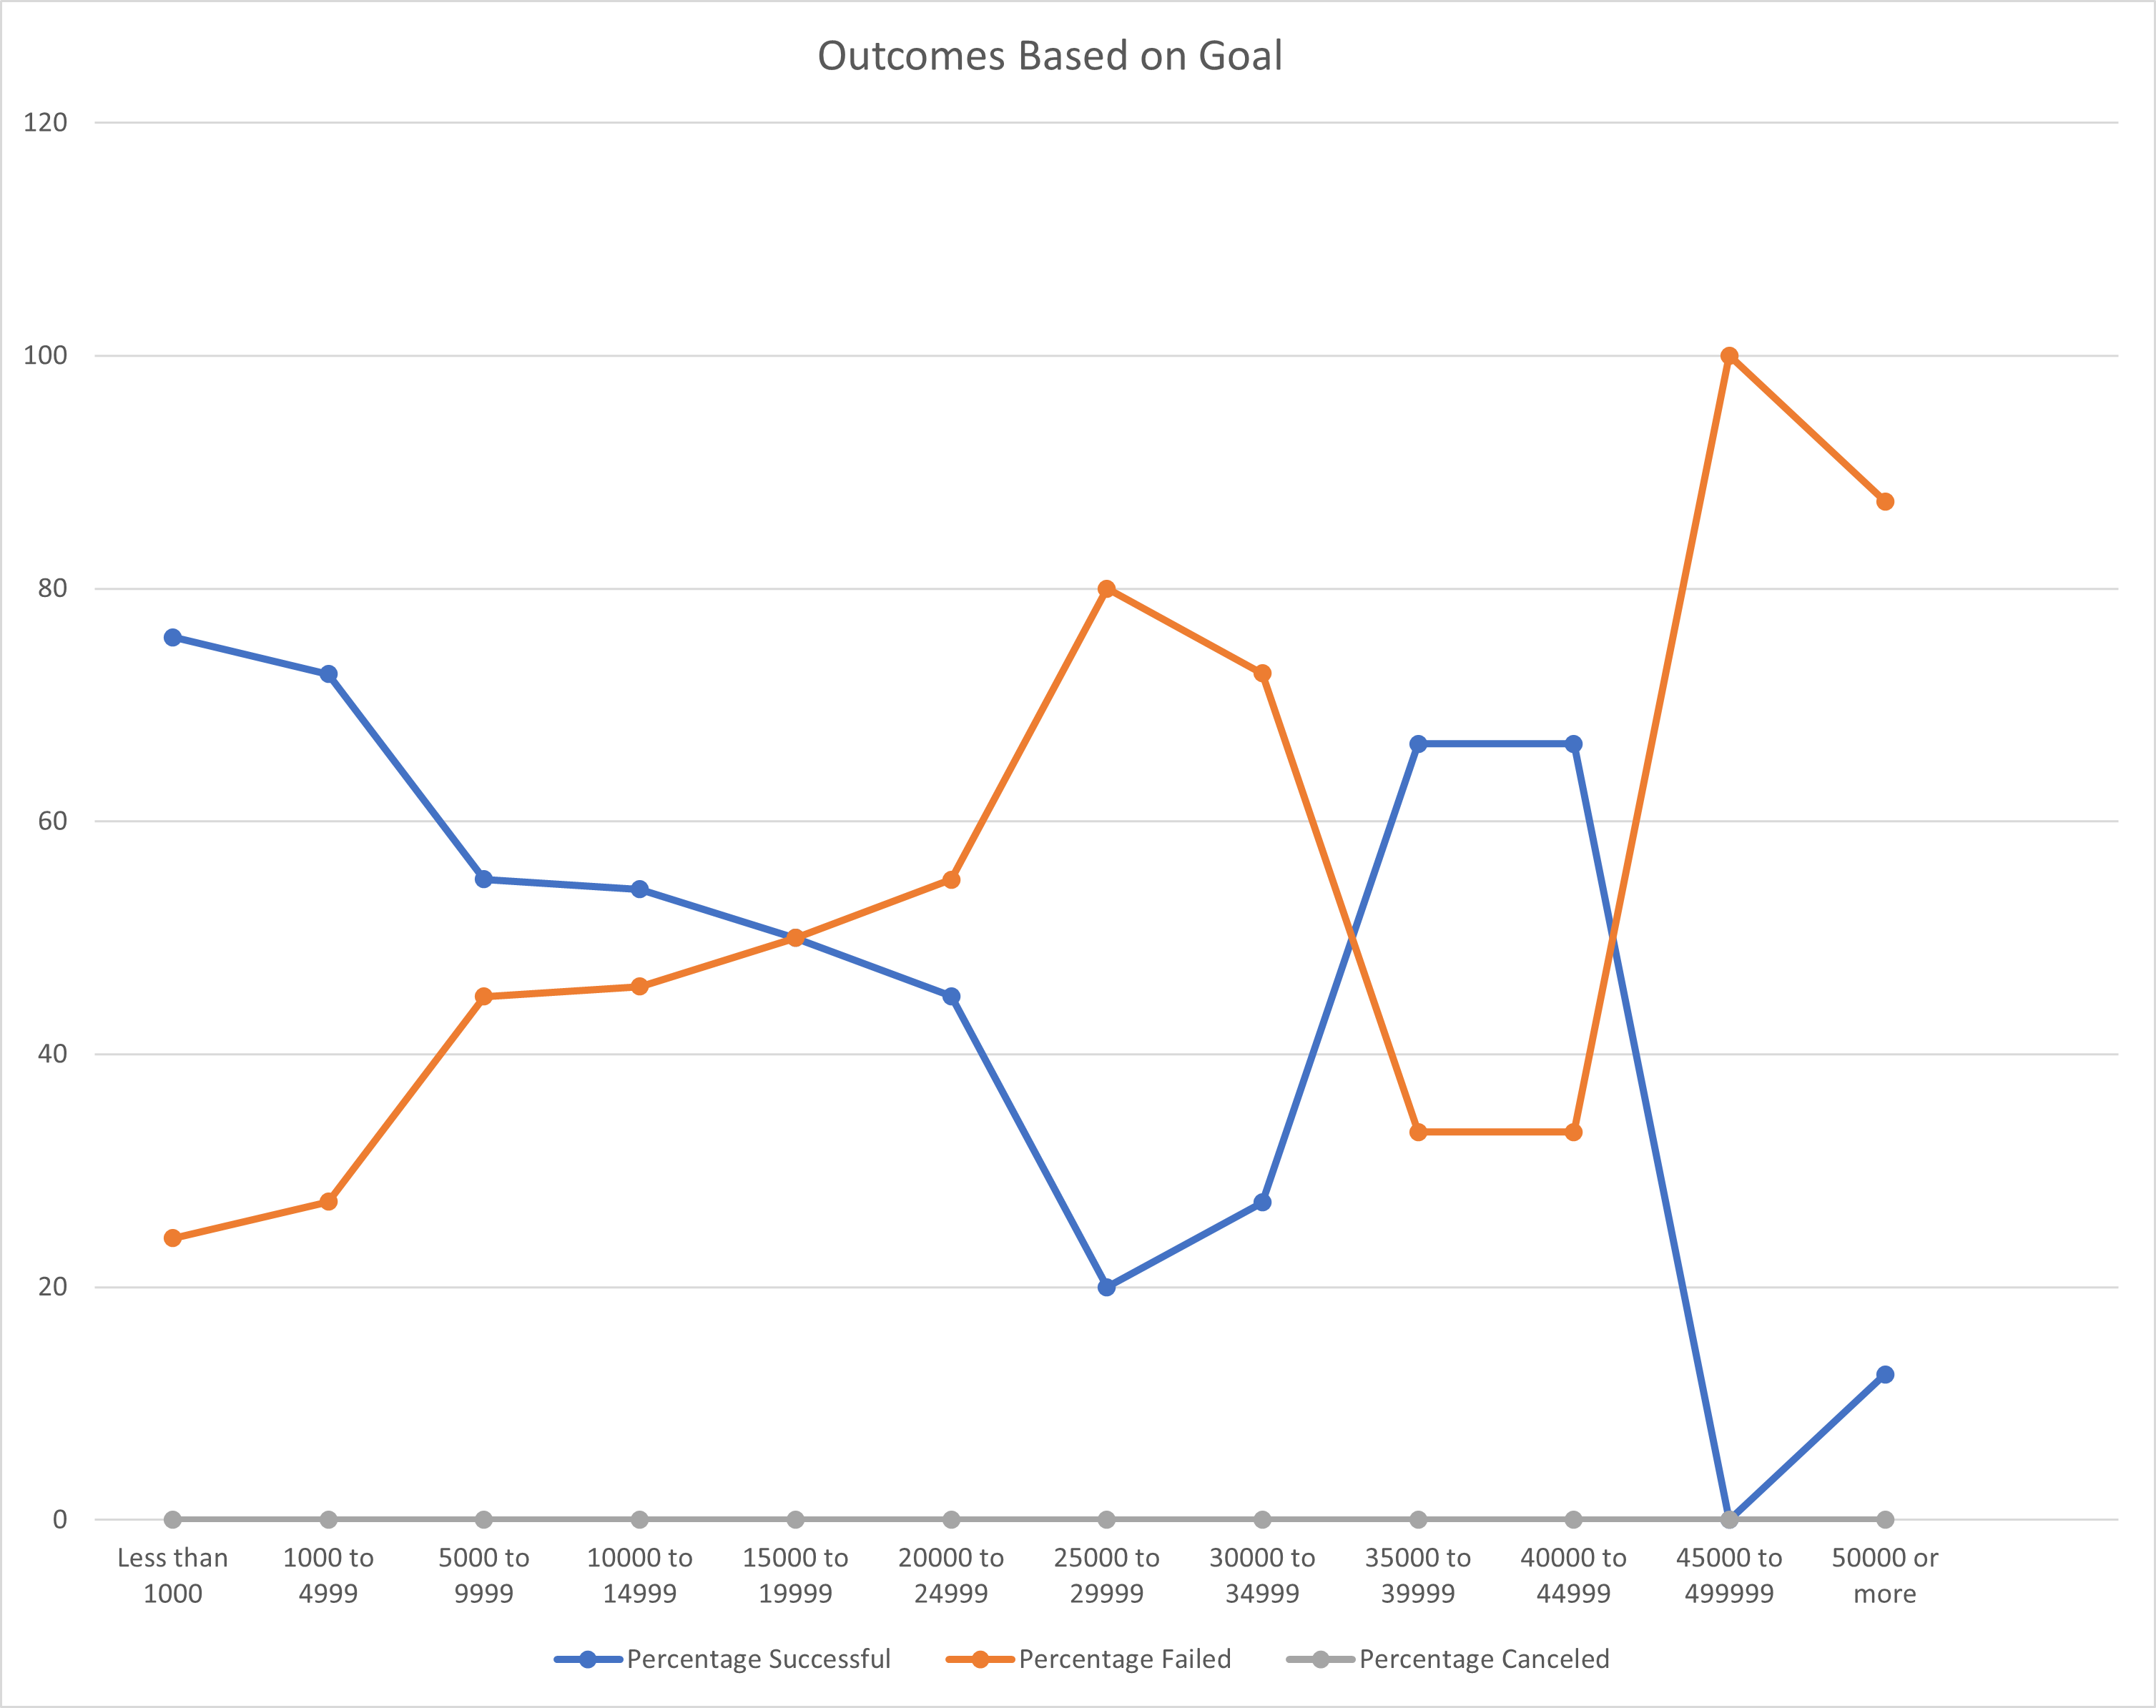 Outcomes Based on Goal
120
100
80
60
40
20
0
Less than 1000 to 5000 to 10000 to 15000 to 20000 to 25000 to 30000 to 35000 to 40000 to 45000 to 50000 or
1000 4999 9999 14999 19999 24999 29999 34999 39999 44999 499999 more
Percentage Successful Percentage Failed Percentage Canceled